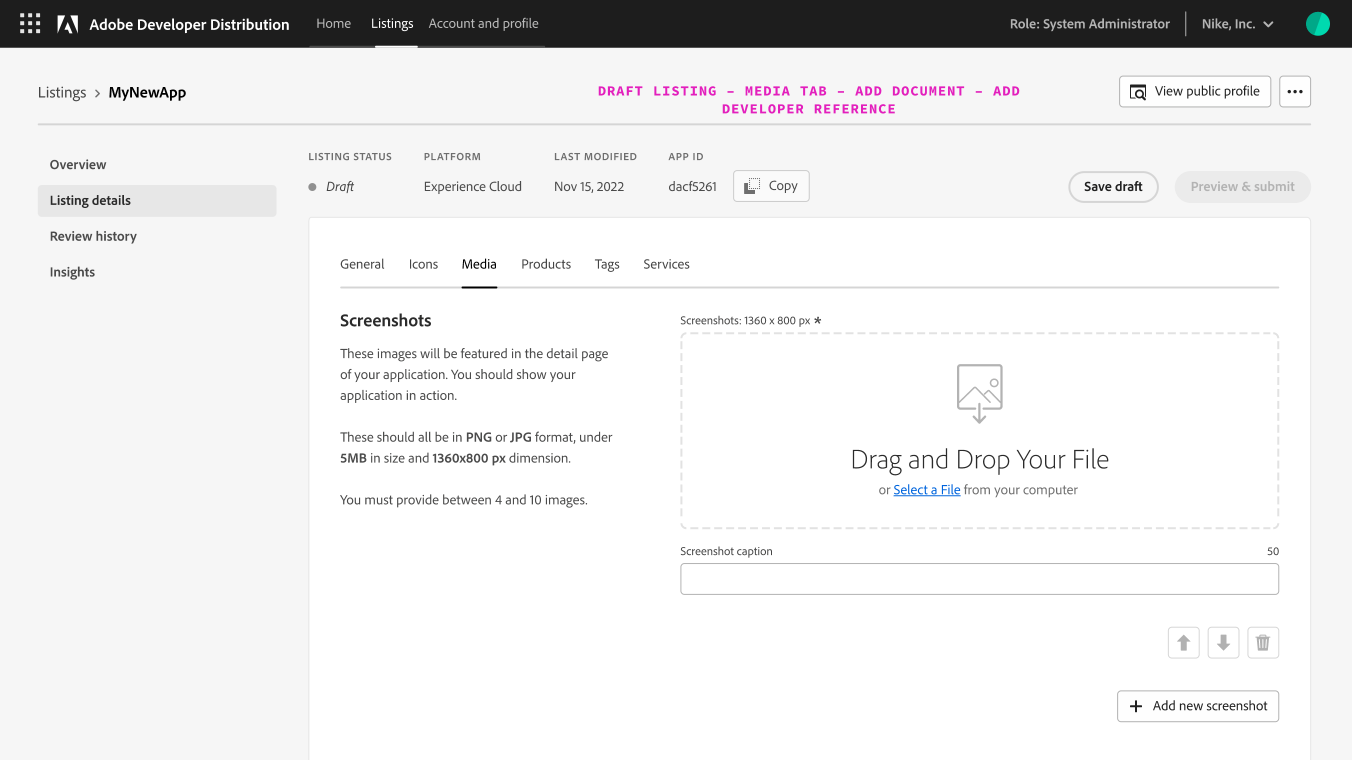 Adobe Developer Distribution
Home
Listings
Account and profile
Role: System Administrator
Nike, Inc.
Listings > MyNewApp
DRAFT LISTING – MEDIA TAB – ADD DOCUMENT – ADD
DEVELOPER REFERENCE
View public profile
Overview
Listing details
Review history
Insights
LISTING STATUS
PLATFORM
LAST MODIFIED
APP ID
Draft
Experience Cloud
Nov 15, 2022
dacf5261
Copy
Save draft
Preview & submit
General
Icons
Media
Products
Tags
Services
Screenshots
These images will be featured in the detail page
of your application. You should show your
application in action.
These should all be in PNG or JPG format, under
5MB in size and 1360x800 px dimension.
You must provide between 4 and 10 images.
Screenshots: 1360 x 800 px *
Drag and Drop Your File
or Select a File from your computer
Screenshot caption
50
Add new screenshot